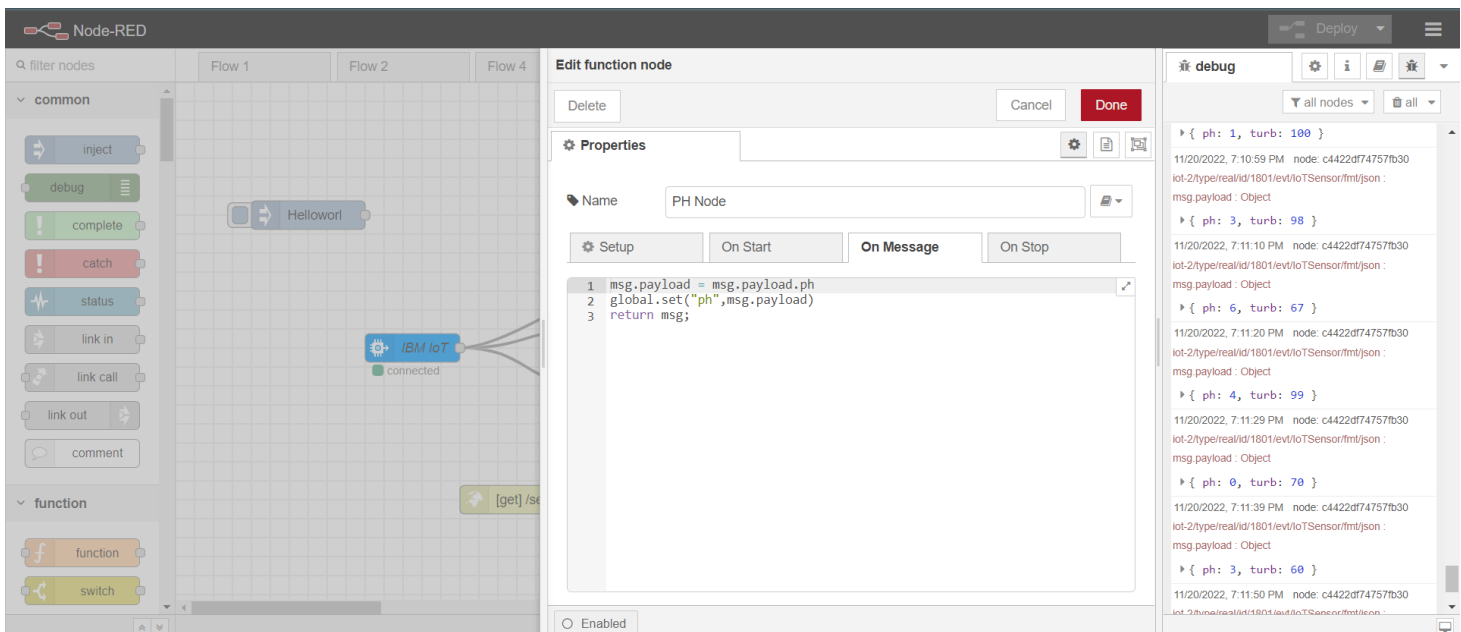 Node-RED
Deploy
filter nodes
Flow 1
Flow 2
Flow 4
common
inject
debug
complete
catch
status
link in
link call
link out
comment
function
function
switch
Helloworl
IBM IoT
connected
[get] /se
Edit function node
Delete
Cancel
Done
Properties
Name
PH Node
Setup
On Start
On Message
On Stop
1 msg.payload = msg.payload.ph
2 global.set("ph",msg.payload)
3 return msg;
Enabled
debug
i
all nodes
all
{ ph: 1, turb: 100 }
11/20/2022, 7:10:59 PM node: c4422df74757fb30
iot-2/type/real/id/1801/evt/IoTSensor/fmt/json :
msg.payload : Object
{ ph: 3, turb: 98 }
11/20/2022, 7:11:10 PM node: c4422df74757fb30
iot-2/type/real/id/1801/evt/IoTSensor/fmt/json :
msg.payload : Object
{ ph: 6, turb: 67 }
11/20/2022, 7:11:20 PM node: c4422df74757fb30
iot-2/type/real/id/1801/evt/IoTSensor/fmt/json :
msg.payload : Object
{ ph: 4, turb: 99 }
11/20/2022, 7:11:29 PM node: c4422df74757fb30
iot-2/type/real/id/1801/evt/IoTSensor/fmt/json :
msg.payload : Object
{ ph: 0, turb: 70 }
11/20/2022, 7:11:39 PM node: c4422df74757fb30
iot-2/type/real/id/1801/evt/IoTSensor/fmt/json :
msg.payload : Object
{ ph: 3, turb: 60 }
11/20/2022, 7:11:50 PM node: c4422df74757fb30
iot-2/type/real/id/1801/evt/IoTSensor/fmt/json :